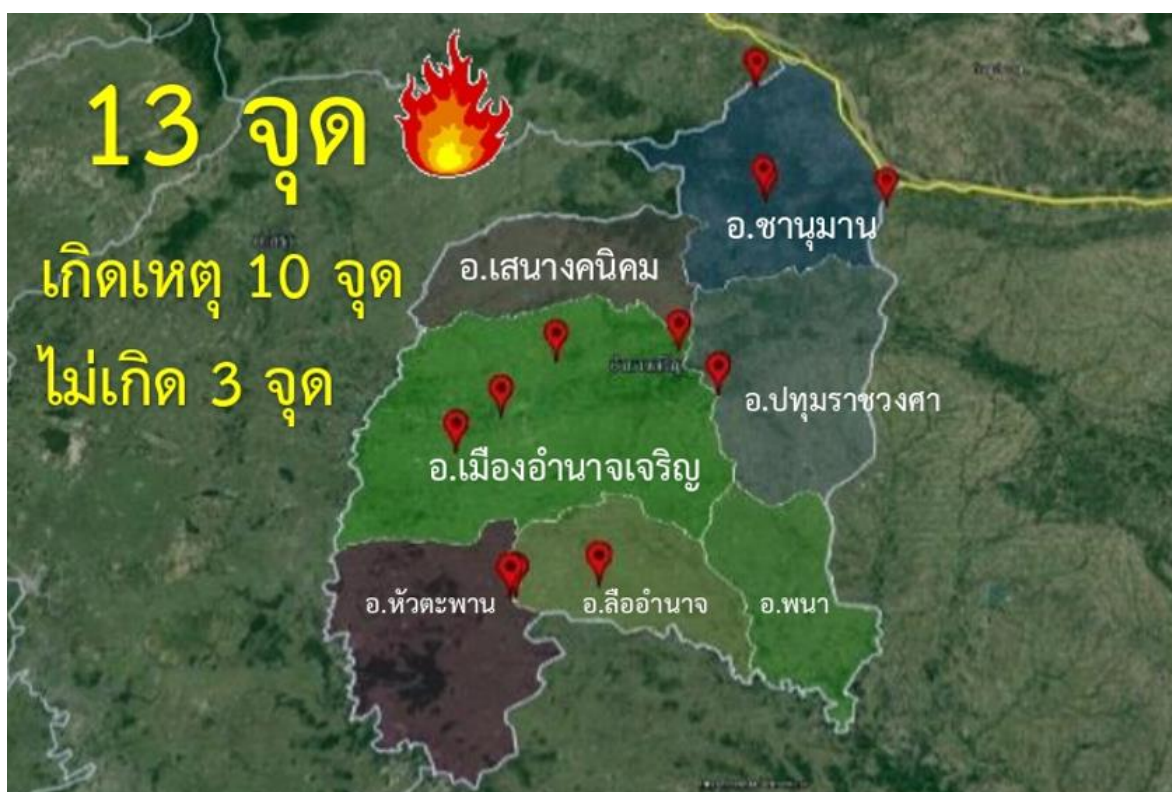 13 จุด
เกิดเหตุ 10 จุด
ไม่เกิด 3 จุด
อ.ชานุมาน
อ.เสนางคนิคม
อ.ปทุมราชวงศา
อ.เมืองอำนาจเจริญ
อ.หัวตะพาน
อ.ลืออำนาจ
อ.พนา